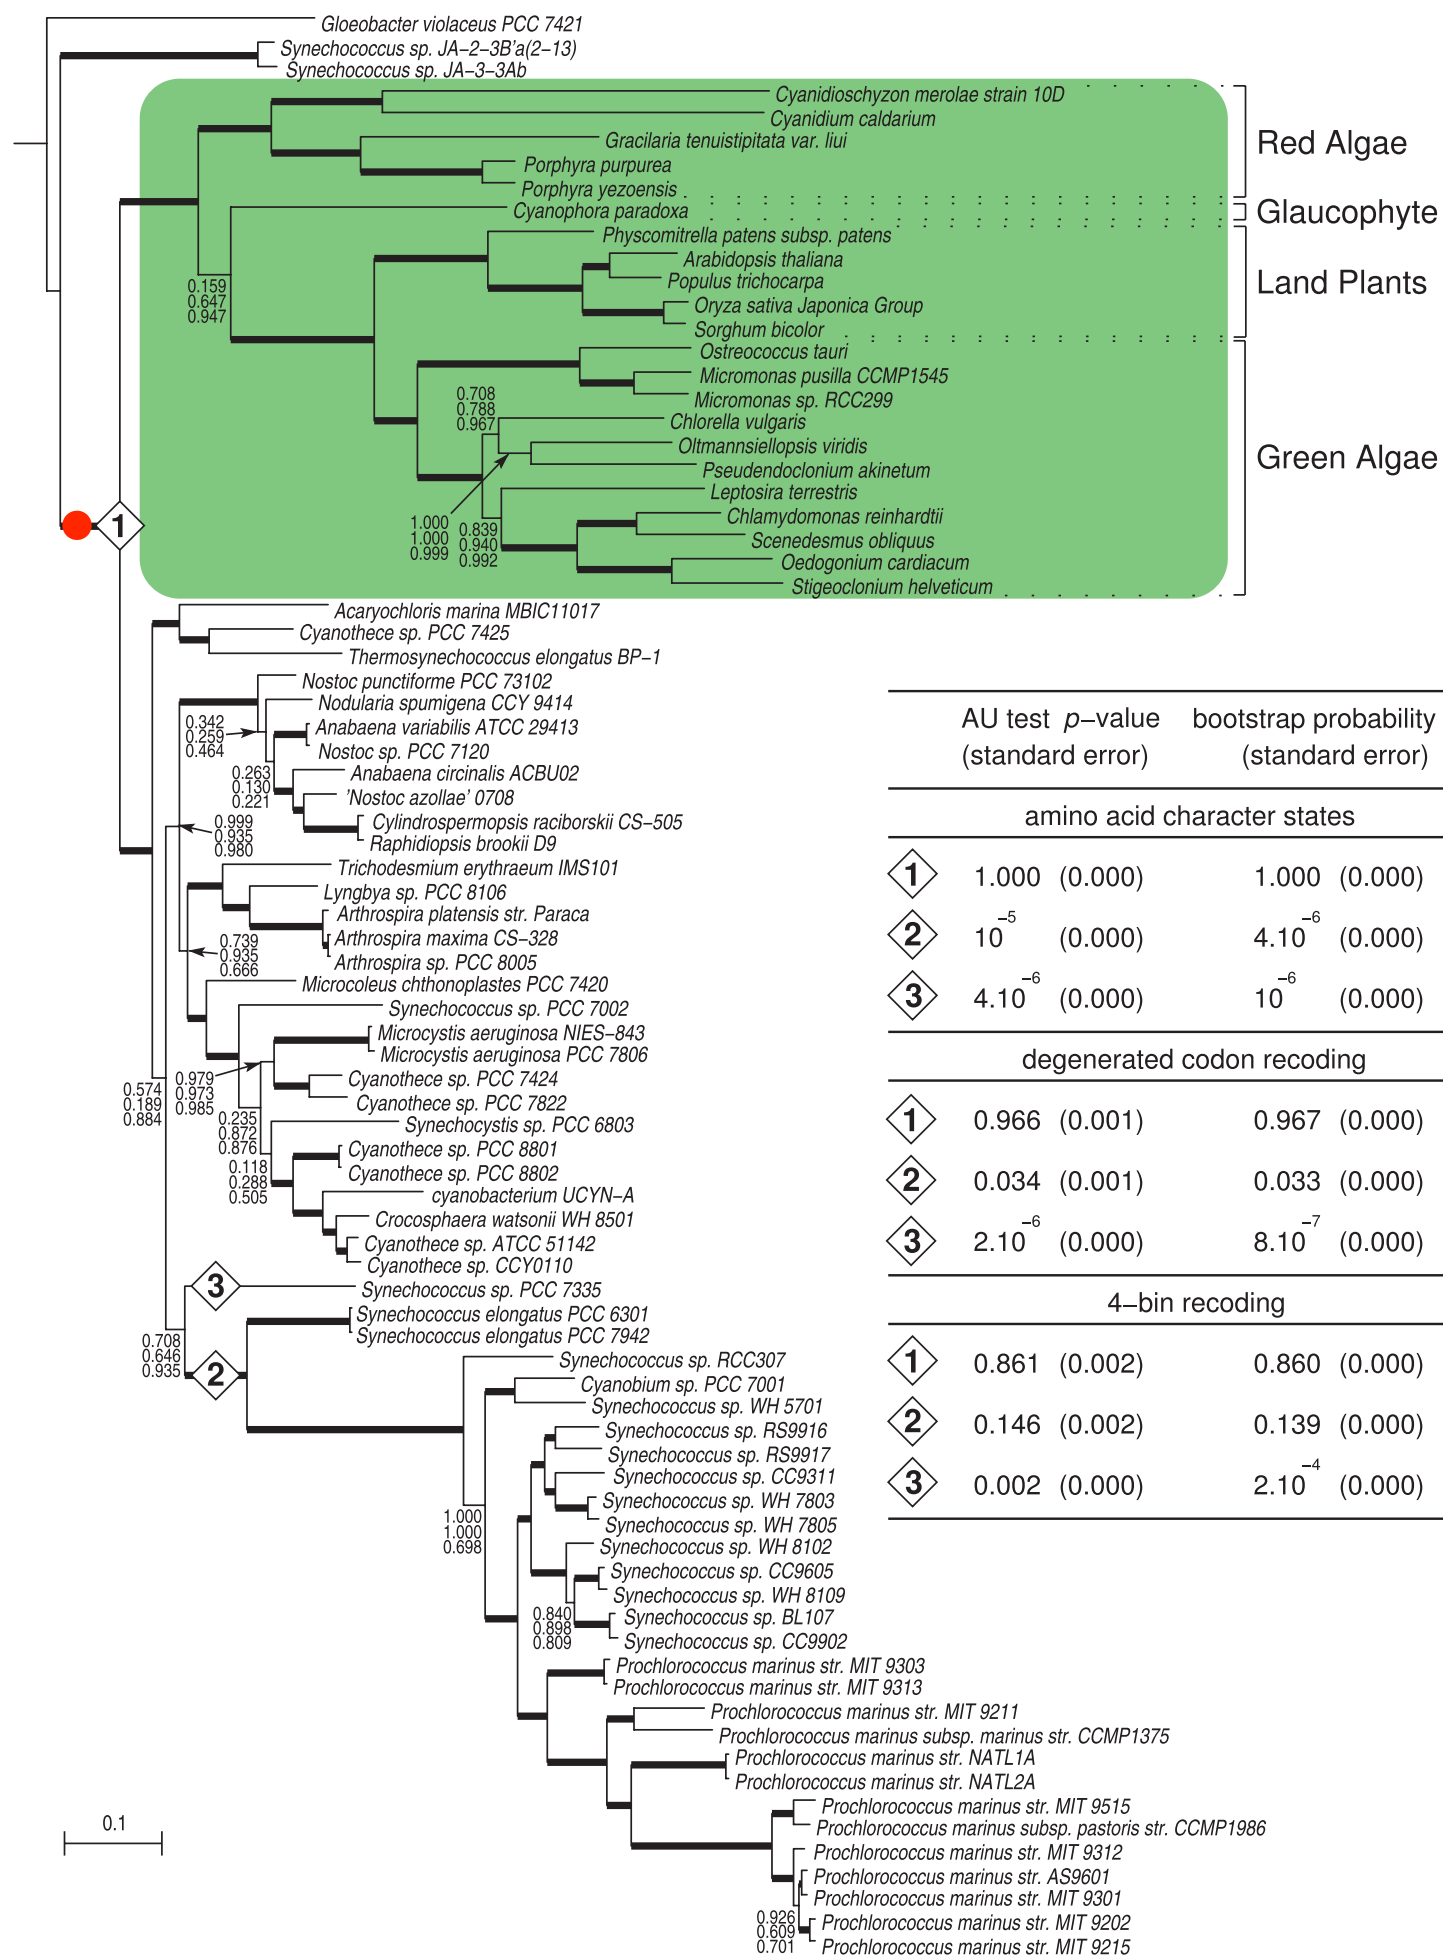 Gloeobacter violaceus PCC 7421
Synechococcus sp. JA−2−3B'a(2−13)
Synechococcus sp. JA−3−3Ab
Cyanidioschyzon merolae strain 10D
Cyanidium caldarium
Gracilaria tenuistipitata var. liui
Porphyra purpurea
Porphyra yezoensis
Red Algae
Cyanophora paradoxa
Glaucophyte
Physcomitrella patens subsp. patens
Arabidopsis thaliana
Populus trichocarpa
Oryza sativa Japonica Group
Sorghum bicolor
Land Plants
0.159
0.647
0.947
Ostreococcus tauri
Micromonas pusilla CCMP1545
Micromonas sp. RCC299
0.708
0.788
0.967
Chlorella vulgaris
Oltmannsiellopsis viridis
Pseudendoclonium akinetum
Green Algae
Leptosira terrestris
Chlamydomonas reinhardtii
Scenedesmus obliquus
Oedogonium cardiacum
Stigeoclonium helveticum
1.000
1.000
0.999
0.839
0.940
0.992
1
Acaryochloris marina MBIC11017
Cyanothece sp. PCC 7425
Thermosynechococcus elongatus BP−1
Nostoc punctiforme PCC 73102
Nodularia spumigena CCY 9414
Anabaena variabilis ATCC 29413
Nostoc sp. PCC 7120
0.342
0.259
0.464
Anabaena circinalis ACBU02
'Nostoc azollae' 0708
Cylindrospermopsis raciborskii CS−505
Raphidiopsis brookii D9
0.263
0.130
0.221
0.999
0.935
0.980
Trichodesmium erythraeum IMS101
Lyngbya sp. PCC 8106
Arthrospira platensis str. Paraca
Arthrospira maxima CS−328
Arthrospira sp. PCC 8005
0.739
0.935
0.666
Microcoleus chthonoplastes PCC 7420
Synechococcus sp. PCC 7002
Microcystis aeruginosa NIES−843
Microcystis aeruginosa PCC 7806
Cyanothece sp. PCC 7424
Cyanothece sp. PCC 7822
0.574
0.189
0.884
0.979
0.973
0.985
Synechocystis sp. PCC 6803
0.235
0.872
0.876
Cyanothece sp. PCC 8801
Cyanothece sp. PCC 8802
0.118
0.288
0.505
cyanobacterium UCYN−A
Crocosphaera watsonii WH 8501
Cyanothece sp. ATCC 51142
Cyanothece sp. CCY0110
3
Synechococcus sp. PCC 7335
Synechococcus elongatus PCC 6301
Synechococcus elongatus PCC 7942
0.708
0.646
0.935
2
Synechococcus sp. RCC307
Cyanobium sp. PCC 7001
Synechococcus sp. WH 5701
Synechococcus sp. RS9916
Synechococcus sp. RS9917
Synechococcus sp. CC9311
Synechococcus sp. WH 7803
Synechococcus sp. WH 7805
1.000
1.000
0.698
Synechococcus sp. WH 8102
Synechococcus sp. CC9605
Synechococcus sp. WH 8109
Synechococcus sp. BL107
Synechococcus sp. CC9902
0.840
0.898
0.809
Prochlorococcus marinus str. MIT 9303
Prochlorococcus marinus str. MIT 9313
Prochlorococcus marinus str. MIT 9211
Prochlorococcus marinus subsp. marinus str. CCMP1375
Prochlorococcus marinus str. NATL1A
Prochlorococcus marinus str. NATL2A
Prochlorococcus marinus str. MIT 9515
Prochlorococcus marinus subsp. pastoris str. CCMP1986
Prochlorococcus marinus str. MIT 9312
Prochlorococcus marinus str. AS9601
Prochlorococcus marinus str. MIT 9301
Prochlorococcus marinus str. MIT 9202
Prochlorococcus marinus str. MIT 9215
0.926
0.609
0.701
0.1
AU test p−value bootstrap probability
(standard error) (standard error)
amino acid character states
1 1.000 (0.000) 1.000 (0.000)
2 10−5 (0.000) 4.10−6 (0.000)
3 4.10−6 (0.000) 10−6 (0.000)
degenerated codon recoding
1 0.966 (0.001) 0.967 (0.000)
2 0.034 (0.001) 0.033 (0.000)
3 2.10−6 (0.000) 8.10−7 (0.000)
4−bin recoding
1 0.861 (0.002) 0.860 (0.000)
2 0.146 (0.002) 0.139 (0.000)
3 0.002 (0.000) 2.10−4 (0.000)